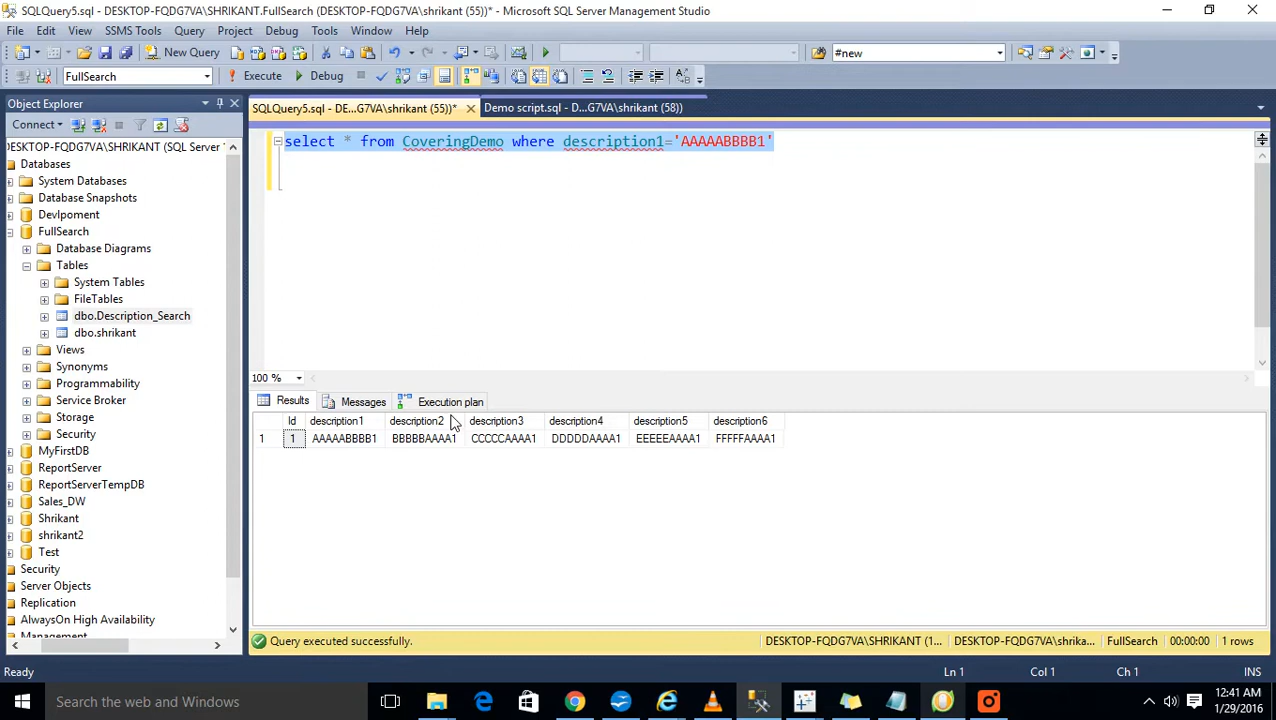 SQLQuery5.sql - DESKTOP-FQDG7VA\SHRIKANT.FullSearch (DESKTOP-FQDG7VA\shrikant (55))* - Microsoft SQL Server Management Studio
File Edit View SSMS Tools Query Project Debug Tools Window Help
New Query #new
FullSearch Execute Debug
Object Explorer
SQLQuery5.sql - DE...G7VA\shrikant (55))* Demo script.sql - D...G7VA\shrikant (58))
Connect
ESKTOP-FQDG7VA\SHRIKANT (SQL Server
Databases
System Databases
Database Snapshots
Devlpoment
FullSearch
Database Diagrams
Tables
System Tables
FileTables
dbo.Description_Search
dbo.shrikant
Views
Synonyms
Programmability
Service Broker
Storage
Security
MyFirstDB
ReportServer
ReportServerTempDB
Sales_DW
Shrikant
shrikant2
Test
Security
Server Objects
Replication
AlwaysOn High Availability
Management
select * from CoveringDemo where description1='AAAAABBBB1'
100 %
Results Messages Execution plan
Id description1 description2 description3 description4 description5 description6
1 1 AAAAABBBB1 BBBBBAAAA1 CCCCCAAAA1 DDDDDAAAA1 EEEEEAAAA1 FFFFFAAAA1
Query executed successfully. DESKTOP-FQDG7VA\SHRIKANT (1... DESKTOP-FQDG7VA\shrika... FullSearch 00:00:00 1 rows
Ready Ln 1 Col 1 Ch 1 INS
Search the web and Windows
12:41 AM
1/29/2016